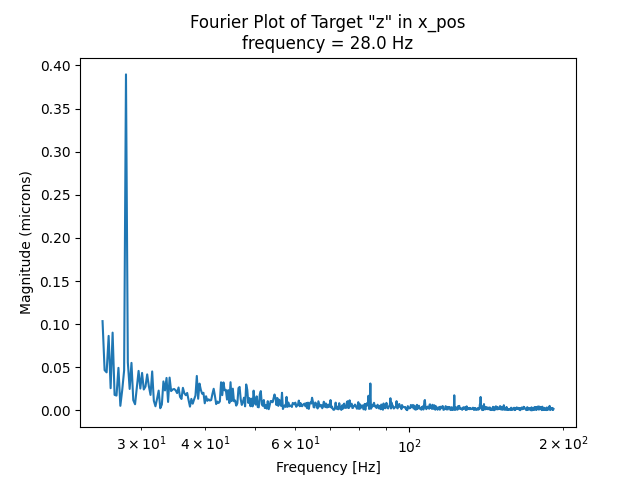 Fourier Plot of Target "z" in x_pos
frequency = 28.0 Hz
0.40
0.35
0.30
0.25
0.20
0.15
0.10
0.05
0.00
Magnitude (microns)
3 × 10¹
4 × 10¹
6 × 10¹
10²
2 × 10²
Frequency [Hz]